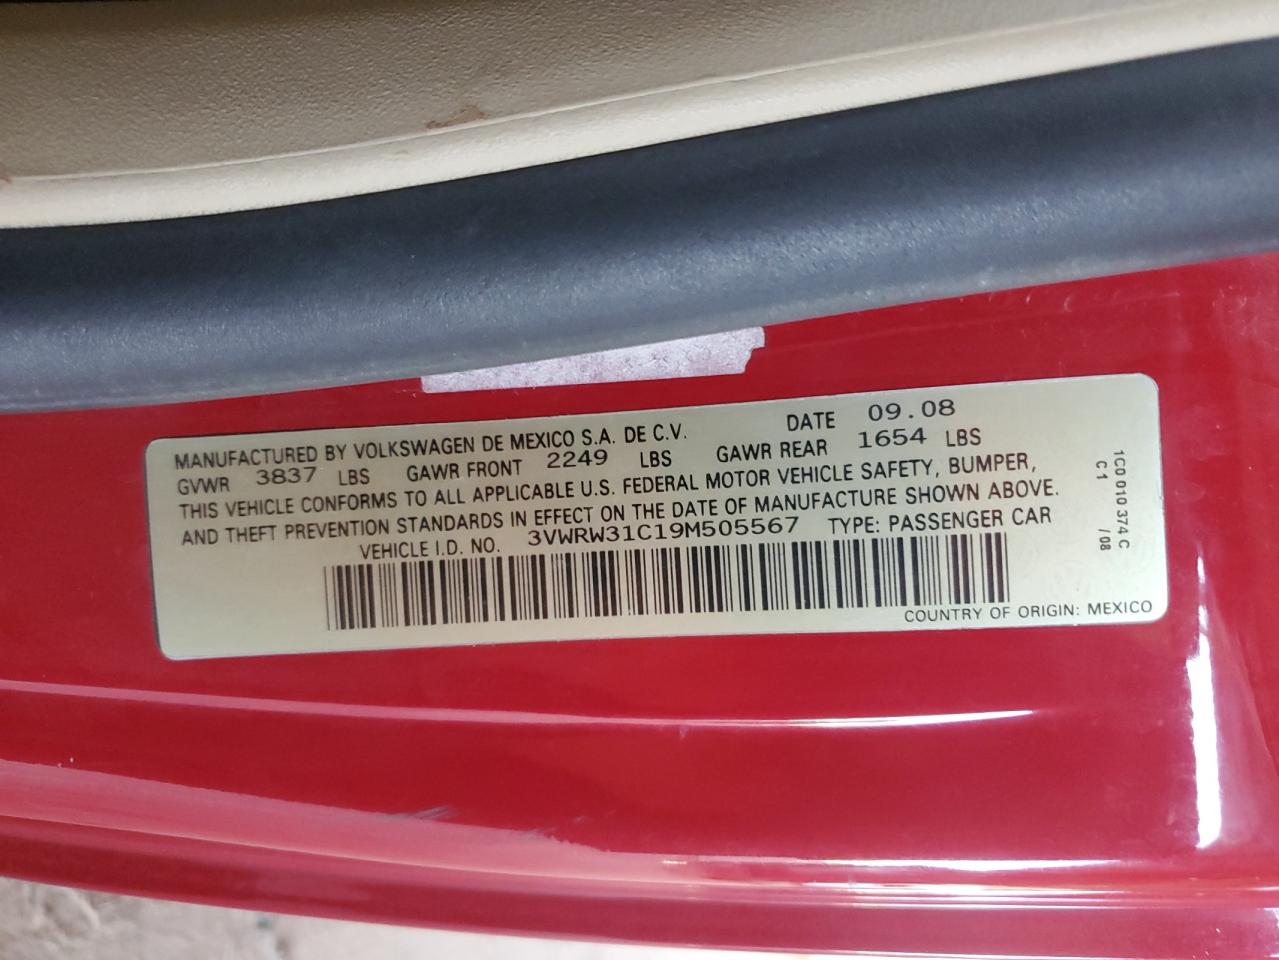 MANUFACTURED BY VOLKSWAGEN DE MEXICO S.A. DE C.V. DATE 09.08
GVWR 3837 LBS GAWR FRONT 2249 LBS GAWR REAR 1654 LBS
THIS VEHICLE CONFORMS TO ALL APPLICABLE U.S. FEDERAL MOTOR VEHICLE SAFETY, BUMPER,
AND THEFT PREVENTION STANDARDS IN EFFECT ON THE DATE OF MANUFACTURE SHOWN ABOVE.
VEHICLE I.D. NO. 3VWRW31C19M505567 TYPE: PASSENGER CAR
COUNTRY OF ORIGIN: MEXICO
1C0 010 374 C
C 1 /08